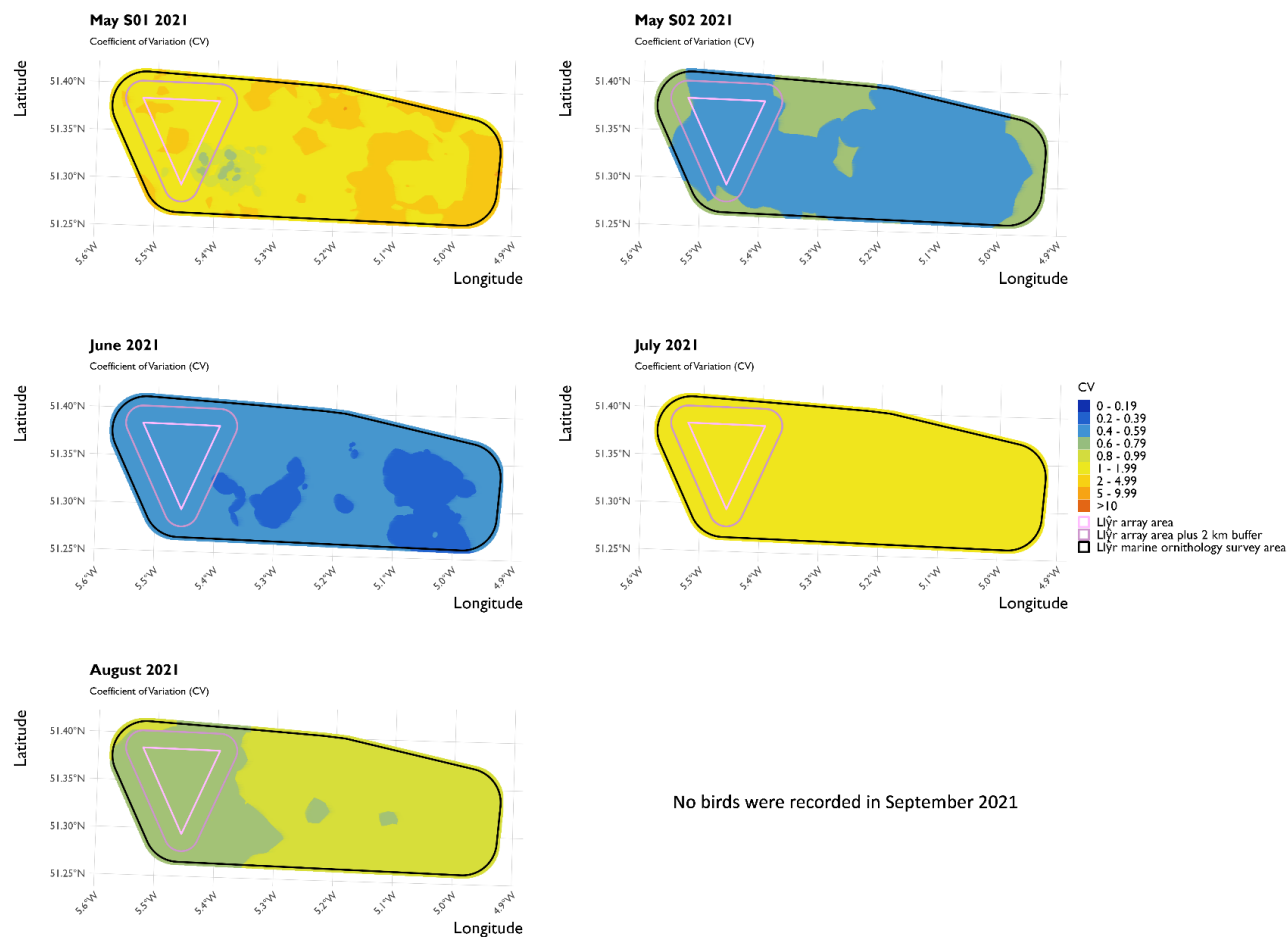 May S01 2021
Coefficient of Variation (CV)
Latitude
51.40°N
51.35°N
51.30°N
51.25°N
5.6°W
5.5°W
5.4°W
5.3°W
5.2°W
5.1°W
5.0°W
4.9°W
Longitude
May S02 2021
Coefficient of Variation (CV)
Latitude
51.40°N
51.35°N
51.30°N
51.25°N
5.6°W
5.5°W
5.4°W
5.3°W
5.2°W
5.1°W
5.0°W
4.9°W
Longitude
June 2021
Coefficient of Variation (CV)
Latitude
51.40°N
51.35°N
51.30°N
51.25°N
5.6°W
5.5°W
5.4°W
5.3°W
5.2°W
5.1°W
5.0°W
4.9°W
Longitude
July 2021
Coefficient of Variation (CV)
Latitude
51.40°N
51.35°N
51.30°N
51.25°N
5.6°W
5.5°W
5.4°W
5.3°W
5.2°W
5.1°W
5.0°W
4.9°W
Longitude
CV
0 - 0.19
0.2 - 0.39
0.4 - 0.59
0.6 - 0.79
0.8 - 0.99
1 - 1.99
2 - 4.99
5 - 9.99
>10
Llŷr array area
Llŷr array area plus 2 km buffer
Llŷr marine ornithology survey area
August 2021
Coefficient of Variation (CV)
Latitude
51.40°N
51.35°N
51.30°N
51.25°N
5.6°W
5.5°W
5.4°W
5.3°W
5.2°W
5.1°W
5.0°W
4.9°W
Longitude
No birds were recorded in September 2021